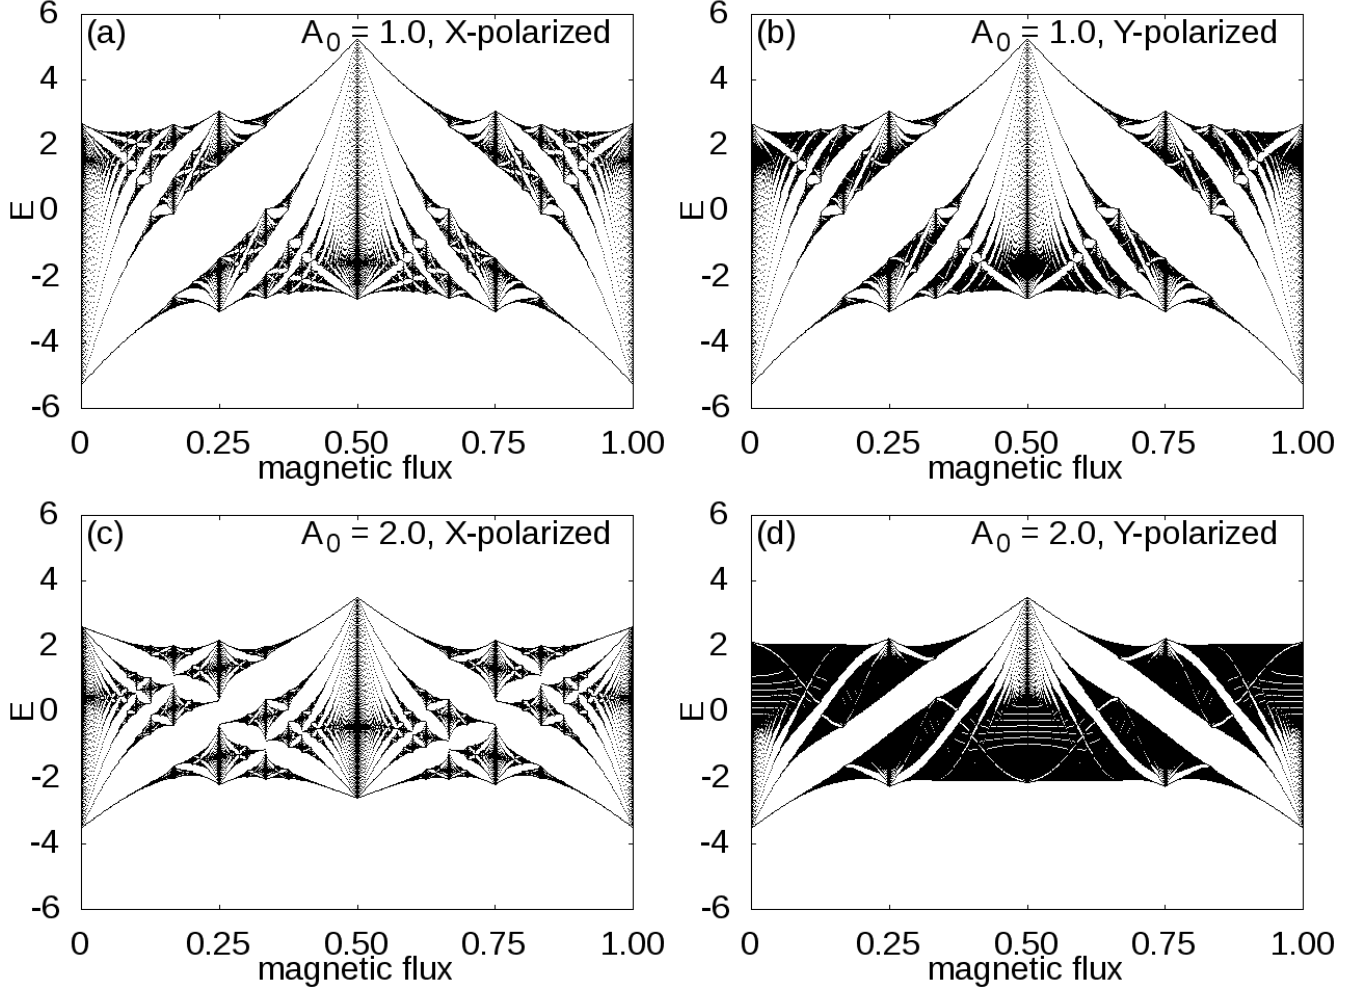 (a) A0 = 1.0, X-polarized
6
4
2
0
-2
-4
-6
E
0 0.25 0.50 0.75 1.00
magnetic flux
(b) A0 = 1.0, Y-polarized
6
4
2
0
-2
-4
-6
E
0 0.25 0.50 0.75 1.00
magnetic flux
(c) A0 = 2.0, X-polarized
6
4
2
0
-2
-4
-6
E
0 0.25 0.50 0.75 1.00
magnetic flux
(d) A0 = 2.0, Y-polarized
6
4
2
0
-2
-4
-6
E
0 0.25 0.50 0.75 1.00
magnetic flux